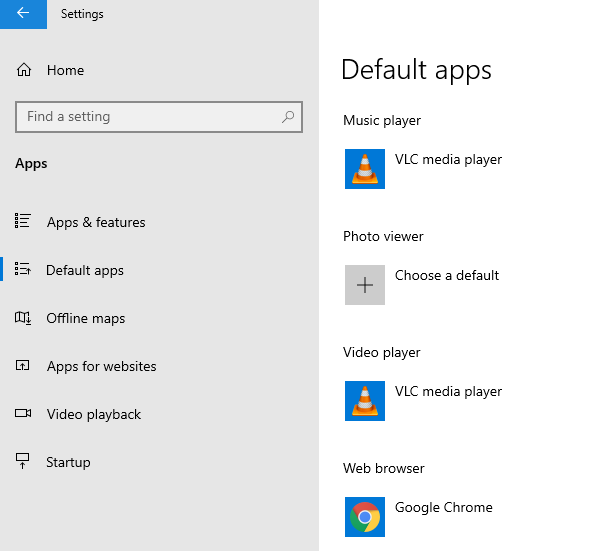 Settings
Home
Find a setting
Apps
Apps & features
Default apps
Offline maps
Apps for websites
Video playback
Startup
Default apps
Music player
VLC media player
Photo viewer
Choose a default
Video player
VLC media player
Web browser
Google Chrome